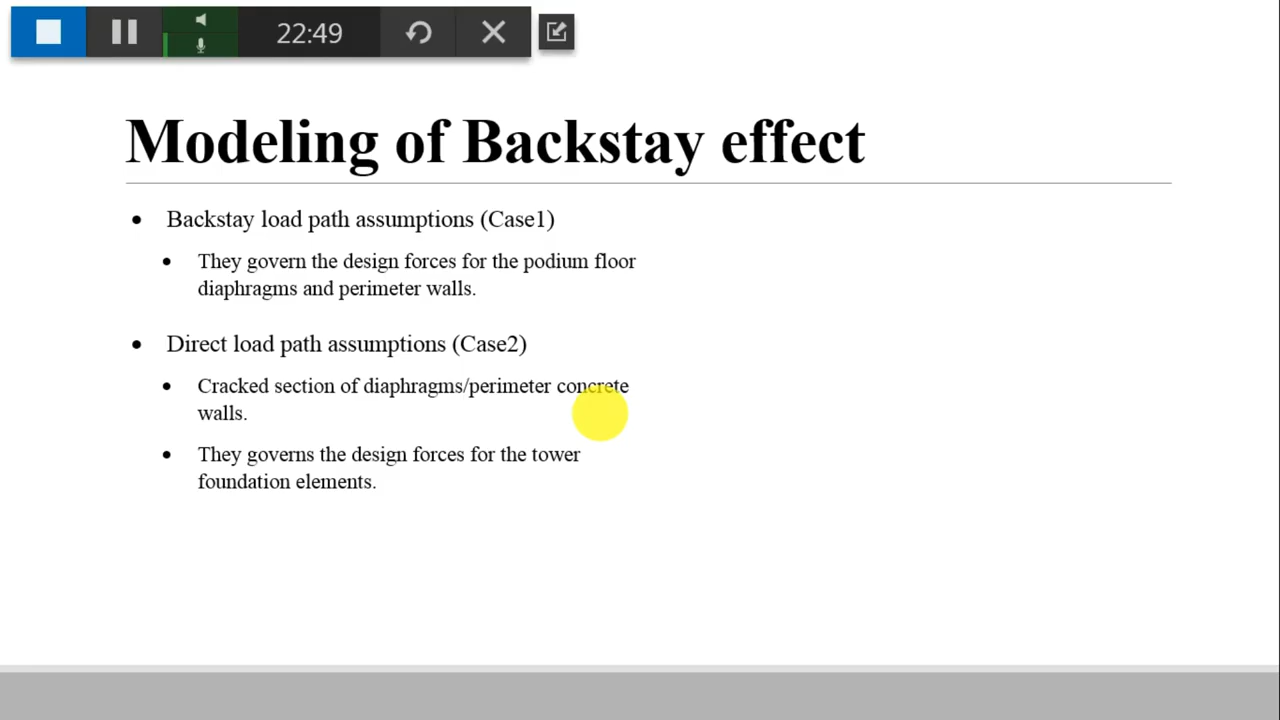 22:49
Modeling of Backstay effect
• Backstay load path assumptions (Case1)
• They govern the design forces for the podium floor
diaphragms and perimeter walls.
• Direct load path assumptions (Case2)
• Cracked section of diaphragms/perimeter concrete
walls.
• They governs the design forces for the tower
foundation elements.